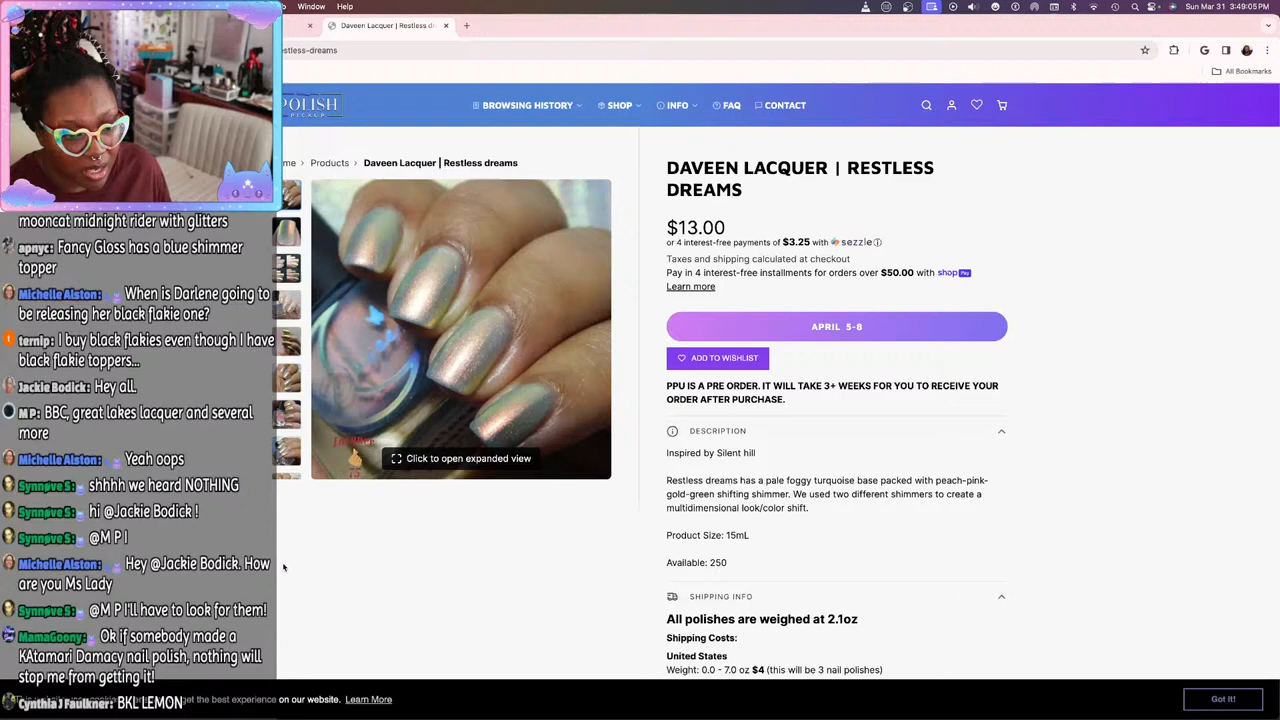 Window Help
Sun Mar 31 3:49:05 PM
Daveen Lacquer | Restless dr
estless-dreams
All Bookmarks
POLISH
PICKUP
BROWSING HISTORY
SHOP
INFO
FAQ
CONTACT
me > Products > Daveen Lacquer | Restless dreams
Click to open expanded view
DAVEEN LACQUER | RESTLESS
DREAMS
$13.00
or 4 interest-free payments of $3.25 with sezzle
Taxes and shipping calculated at checkout
Pay in 4 interest-free installments for orders over $50.00 with shop Pay
Learn more
APRIL 5-8
ADD TO WISHLIST
PPU IS A PRE ORDER. IT WILL TAKE 3+ WEEKS FOR YOU TO RECEIVE YOUR
ORDER AFTER PURCHASE.
DESCRIPTION
Inspired by Silent hill
Restless dreams has a pale foggy turquoise base packed with peach-pink-
gold-green shifting shimmer. We used two different shimmers to create a
multidimensional look/color shift.
Product Size: 15mL
Available: 250
SHIPPING INFO
All polishes are weighed at 2.1oz
Shipping Costs:
United States
Weight: 0.0 - 7.0 oz $4 (this will be 3 nail polishes)
mooncat midnight rider with glitters
apnyc: Fancy Gloss has a blue shimmer
topper
Michelle Alston: When is Darlene going to
be releasing her black flakie one?
ternip: I buy black flakies even though I have
black flakie toppers...
Jackie Bodick: Hey all.
M P: BBC, great lakes lacquer and several
more
Michelle Alston: Yeah oops
Synnøve S: shhhh we heard NOTHING
Synnøve S: hi @Jackie Bodick !
Synnøve S: @M P !
Michelle Alston: Hey @Jackie Bodick. How
are you Ms Lady
Synnøve S: @M P I'll have to look for them!
MamaGoony: Ok if somebody made a
KAtamari Damacy nail polish, nothing will
stop me from getting it!
Cynthia J Faulkner: BKL LEMON
get the best experience on our website. Learn More
Got it!